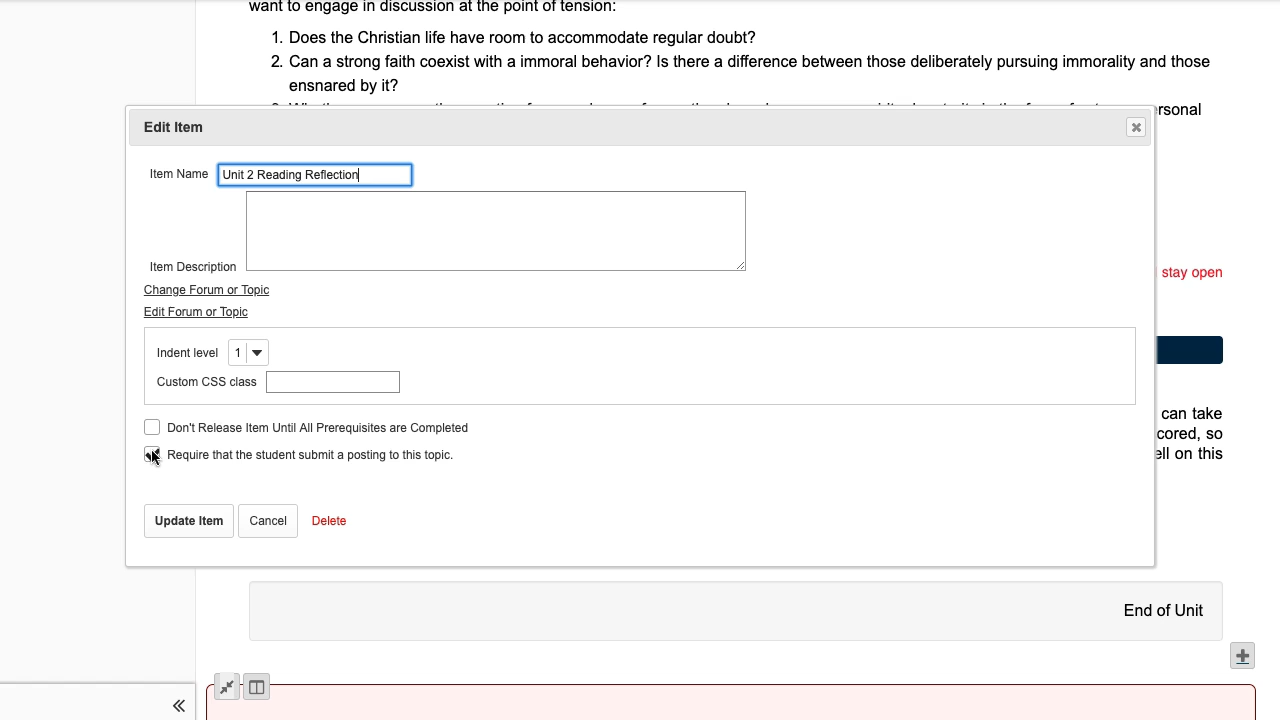 want to engage in discussion at the point of tension:
1. Does the Christian life have room to accommodate regular doubt?
2. Can a strong faith coexist with a immoral behavior? Is there a difference between those deliberately pursuing immorality and those
ensnared by it?
ersonal
Edit Item
Item Name Unit 2 Reading Reflection
Item Description
Change Forum or Topic
stay open
Edit Forum or Topic
Indent level 1
Custom CSS class
can take
Don't Release Item Until All Prerequisites are Completed
cored, so
Require that the student submit a posting to this topic.
ell on this
Update Item Cancel Delete
End of Unit